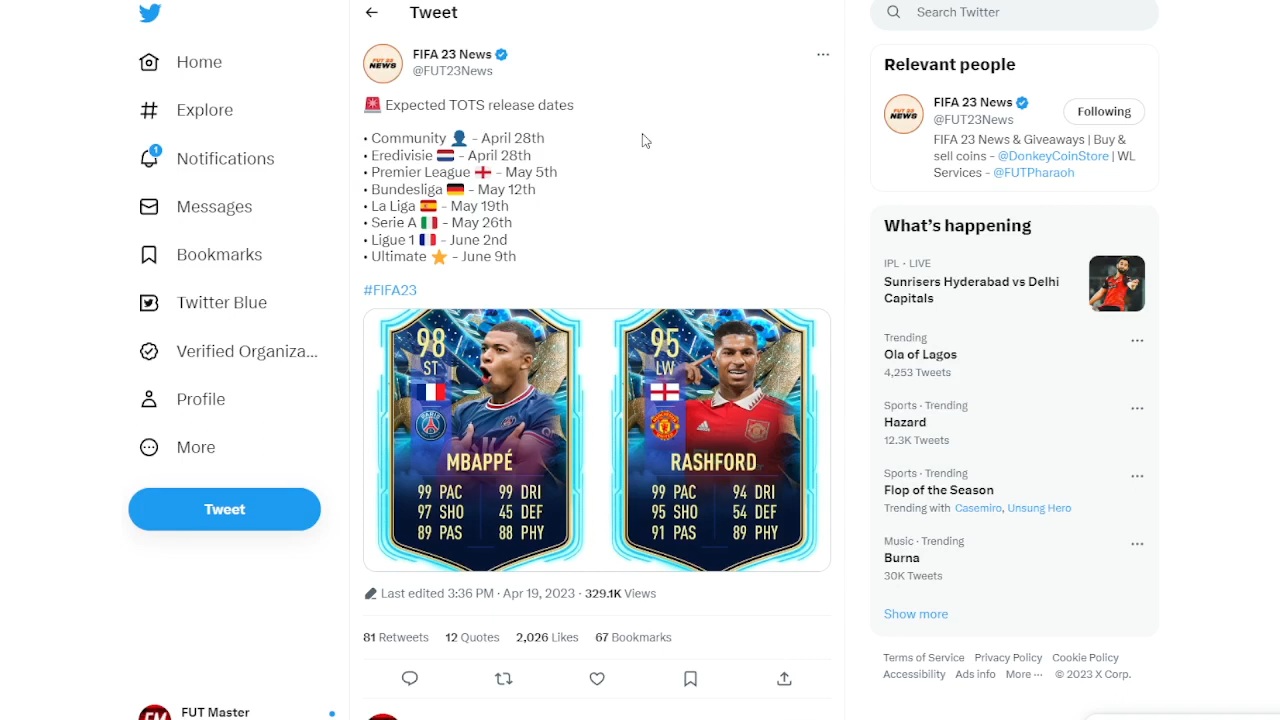 Home
Explore
1
Notifications
Messages
Bookmarks
Twitter Blue
Verified Organiza...
Profile
More
Tweet
FUT Master
Tweet
FUT 23
NEWS
FIFA 23 News
@FUT23News
🚨 Expected TOTS release dates
• Community 👤 - April 28th
• Eredivisie 🇳🇱 - April 28th
• Premier League 🏴󠁧󠁢󠁥󠁮󠁧󠁿 - May 5th
• Bundesliga 🇩🇪 - May 12th
• La Liga 🇪🇸 - May 19th
• Serie A 🇮🇹 - May 26th
• Ligue 1 🇫🇷 - June 2nd
• Ultimate ⭐ - June 9th
#FIFA23
98
ST
MBAPPÉ
99 PAC 99 DRI
97 SHO 45 DEF
89 PAS 88 PHY
95
LW
RASHFORD
99 PAC 94 DRI
95 SHO 54 DEF
91 PAS 89 PHY
Last edited 3:36 PM · Apr 19, 2023 · 329.1K Views
81 Retweets 12 Quotes 2,026 Likes 67 Bookmarks
Search Twitter
Relevant people
FUT 23
NEWS
FIFA 23 News
@FUT23News
Following
FIFA 23 News & Giveaways | Buy &
sell coins - @DonkeyCoinStore | WL
Services - @FUTPharaoh
What's happening
IPL · LIVE
Sunrisers Hyderabad vs Delhi
Capitals
Trending
Ola of Lagos
4,253 Tweets
Sports · Trending
Hazard
12.3K Tweets
Sports · Trending
Flop of the Season
Trending with Casemiro, Unsung Hero
Music · Trending
Burna
30K Tweets
Show more
Terms of Service Privacy Policy Cookie Policy
Accessibility Ads info More ··· © 2023 X Corp.